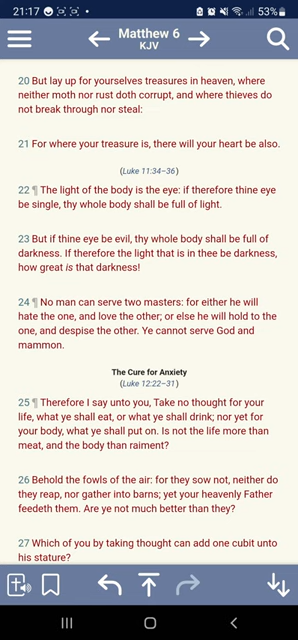 21:17
53%
Matthew 6
KJV
20 But lay up for yourselves treasures in heaven, where
neither moth nor rust doth corrupt, and where thieves do
not break through nor steal:
21 For where your treasure is, there will your heart be also.
(Luke 11:34–36)
22 ¶ The light of the body is the eye: if therefore thine eye
be single, thy whole body shall be full of light.
23 But if thine eye be evil, thy whole body shall be full of
darkness. If therefore the light that is in thee be darkness,
how great is that darkness!
24 ¶ No man can serve two masters: for either he will
hate the one, and love the other; or else he will hold to the
one, and despise the other. Ye cannot serve God and
mammon.
The Cure for Anxiety
(Luke 12:22–31)
25 ¶ Therefore I say unto you, Take no thought for your
life, what ye shall eat, or what ye shall drink; nor yet for
your body, what ye shall put on. Is not the life more than
meat, and the body than raiment?
26 Behold the fowls of the air: for they sow not, neither do
they reap, nor gather into barns; yet your heavenly Father
feedeth them. Are ye not much better than they?
27 Which of you by taking thought can add one cubit unto
his stature?